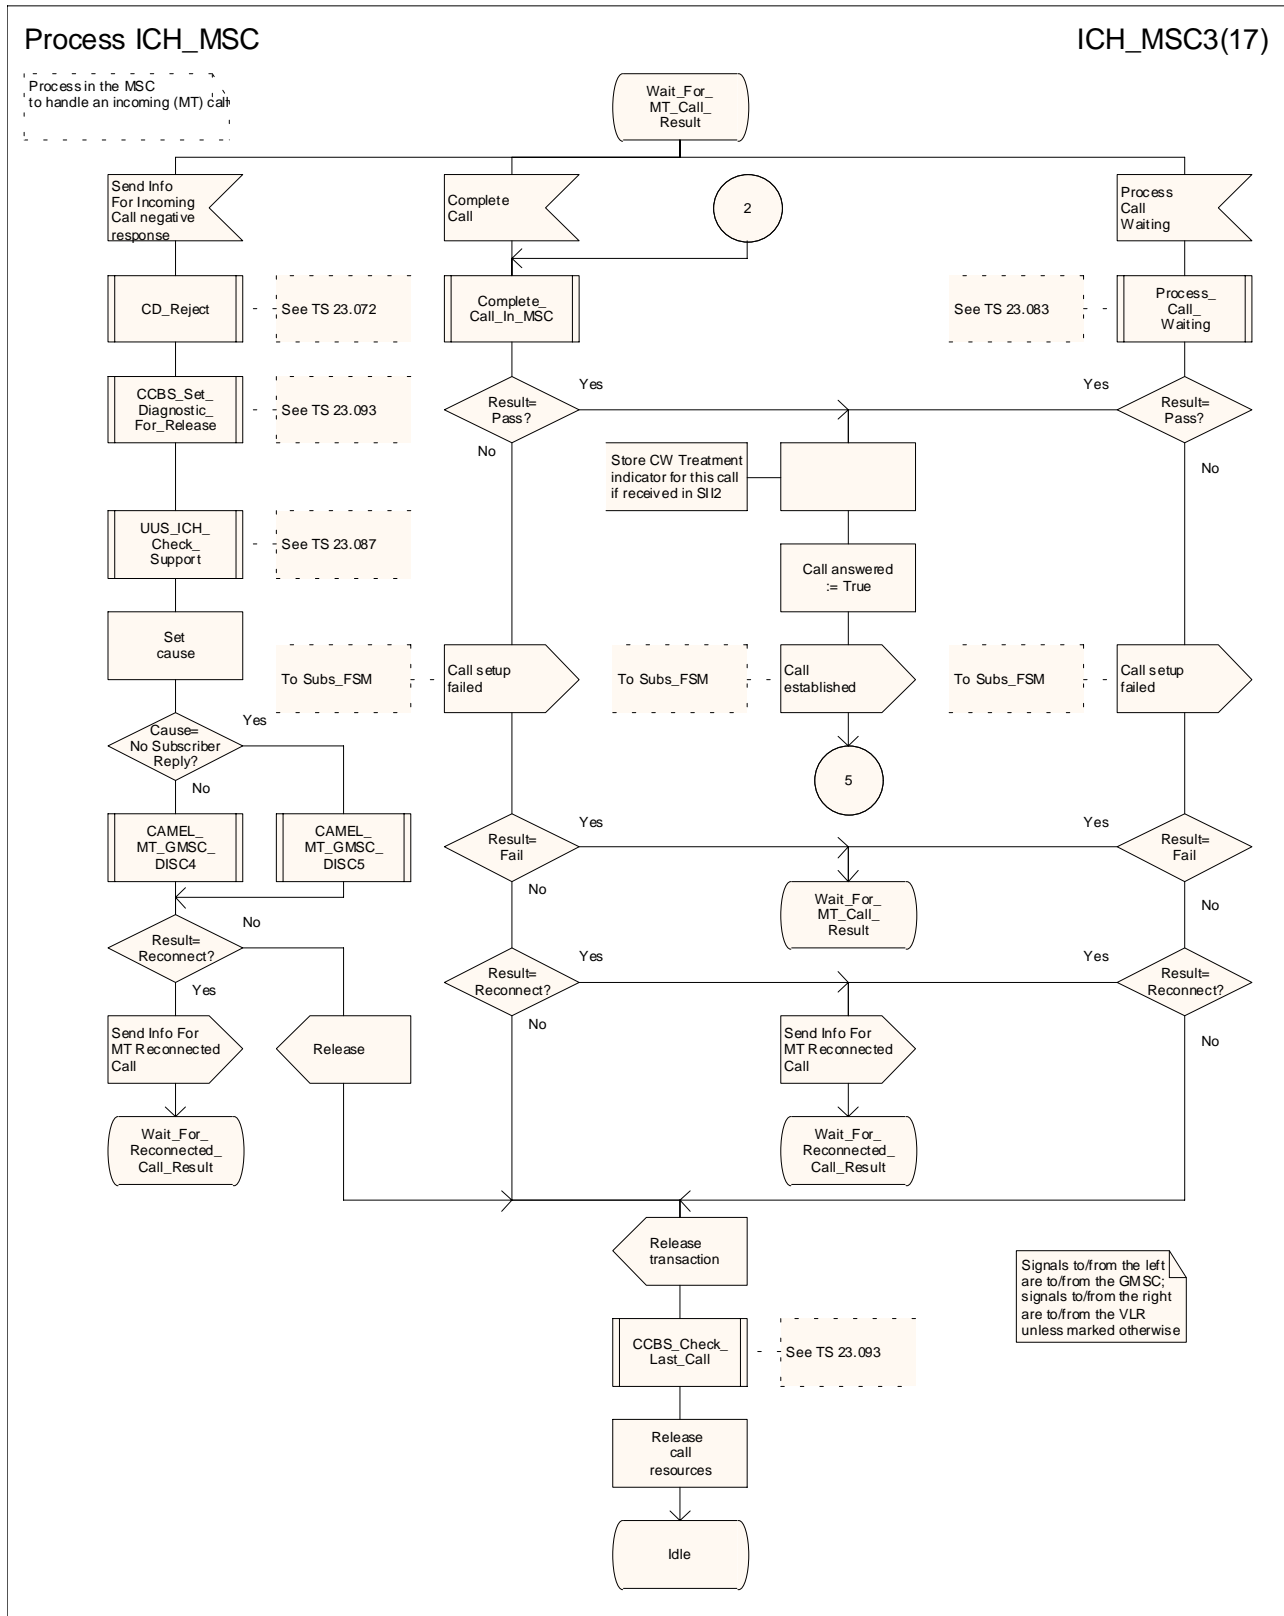 Process ICH_MSC
ICH_MSC3(17)
Process in the MSC
to handle an incoming (MT) call
Wait_For_
MT_Call_
Result
Send Info
For Incoming
Call negative
response
Complete
Call
2
Process
Call
Waiting
CD_Reject
See TS 23.072
Complete_
Call_In_MSC
See TS 23.083
Process_
Call_
Waiting
CCBS_Set_
Diagnostic_
For_Release
See TS 23.093
Result=
Pass?
Yes
No
Yes
Result=
Pass?
No
Store CW Treatment
indicator for this call
if received in SII2
UUS_ICH_
Check_
Support
See TS 23.087
Call answered
:= True
Set
cause
To Subs_FSM
Call setup
failed
To Subs_FSM
Call
established
To Subs_FSM
Call setup
failed
Cause=
No Subscriber
Reply?
Yes
No
5
CAMEL_
MT_GMSC_
DISC4
CAMEL_
MT_GMSC_
DISC5
Result=
Fail
Yes
No
Yes
Result=
Fail
No
Wait_For_
MT_Call_
Result
Result=
Reconnect?
No
Yes
Result=
Reconnect?
Yes
No
Yes
Result=
Reconnect?
No
Send Info For
MT Reconnected
Call
Release
Send Info For
MT Reconnected
Call
Wait_For_
Reconnected_
Call_Result
Wait_For_
Reconnected_
Call_Result
Release
transaction
Signals to/from the left
are to/from the GMSC;
signals to/from the right
are to/from the VLR
unless marked otherwise
CCBS_Check_
Last_Call
See TS 23.093
Release
call
resources
Idle